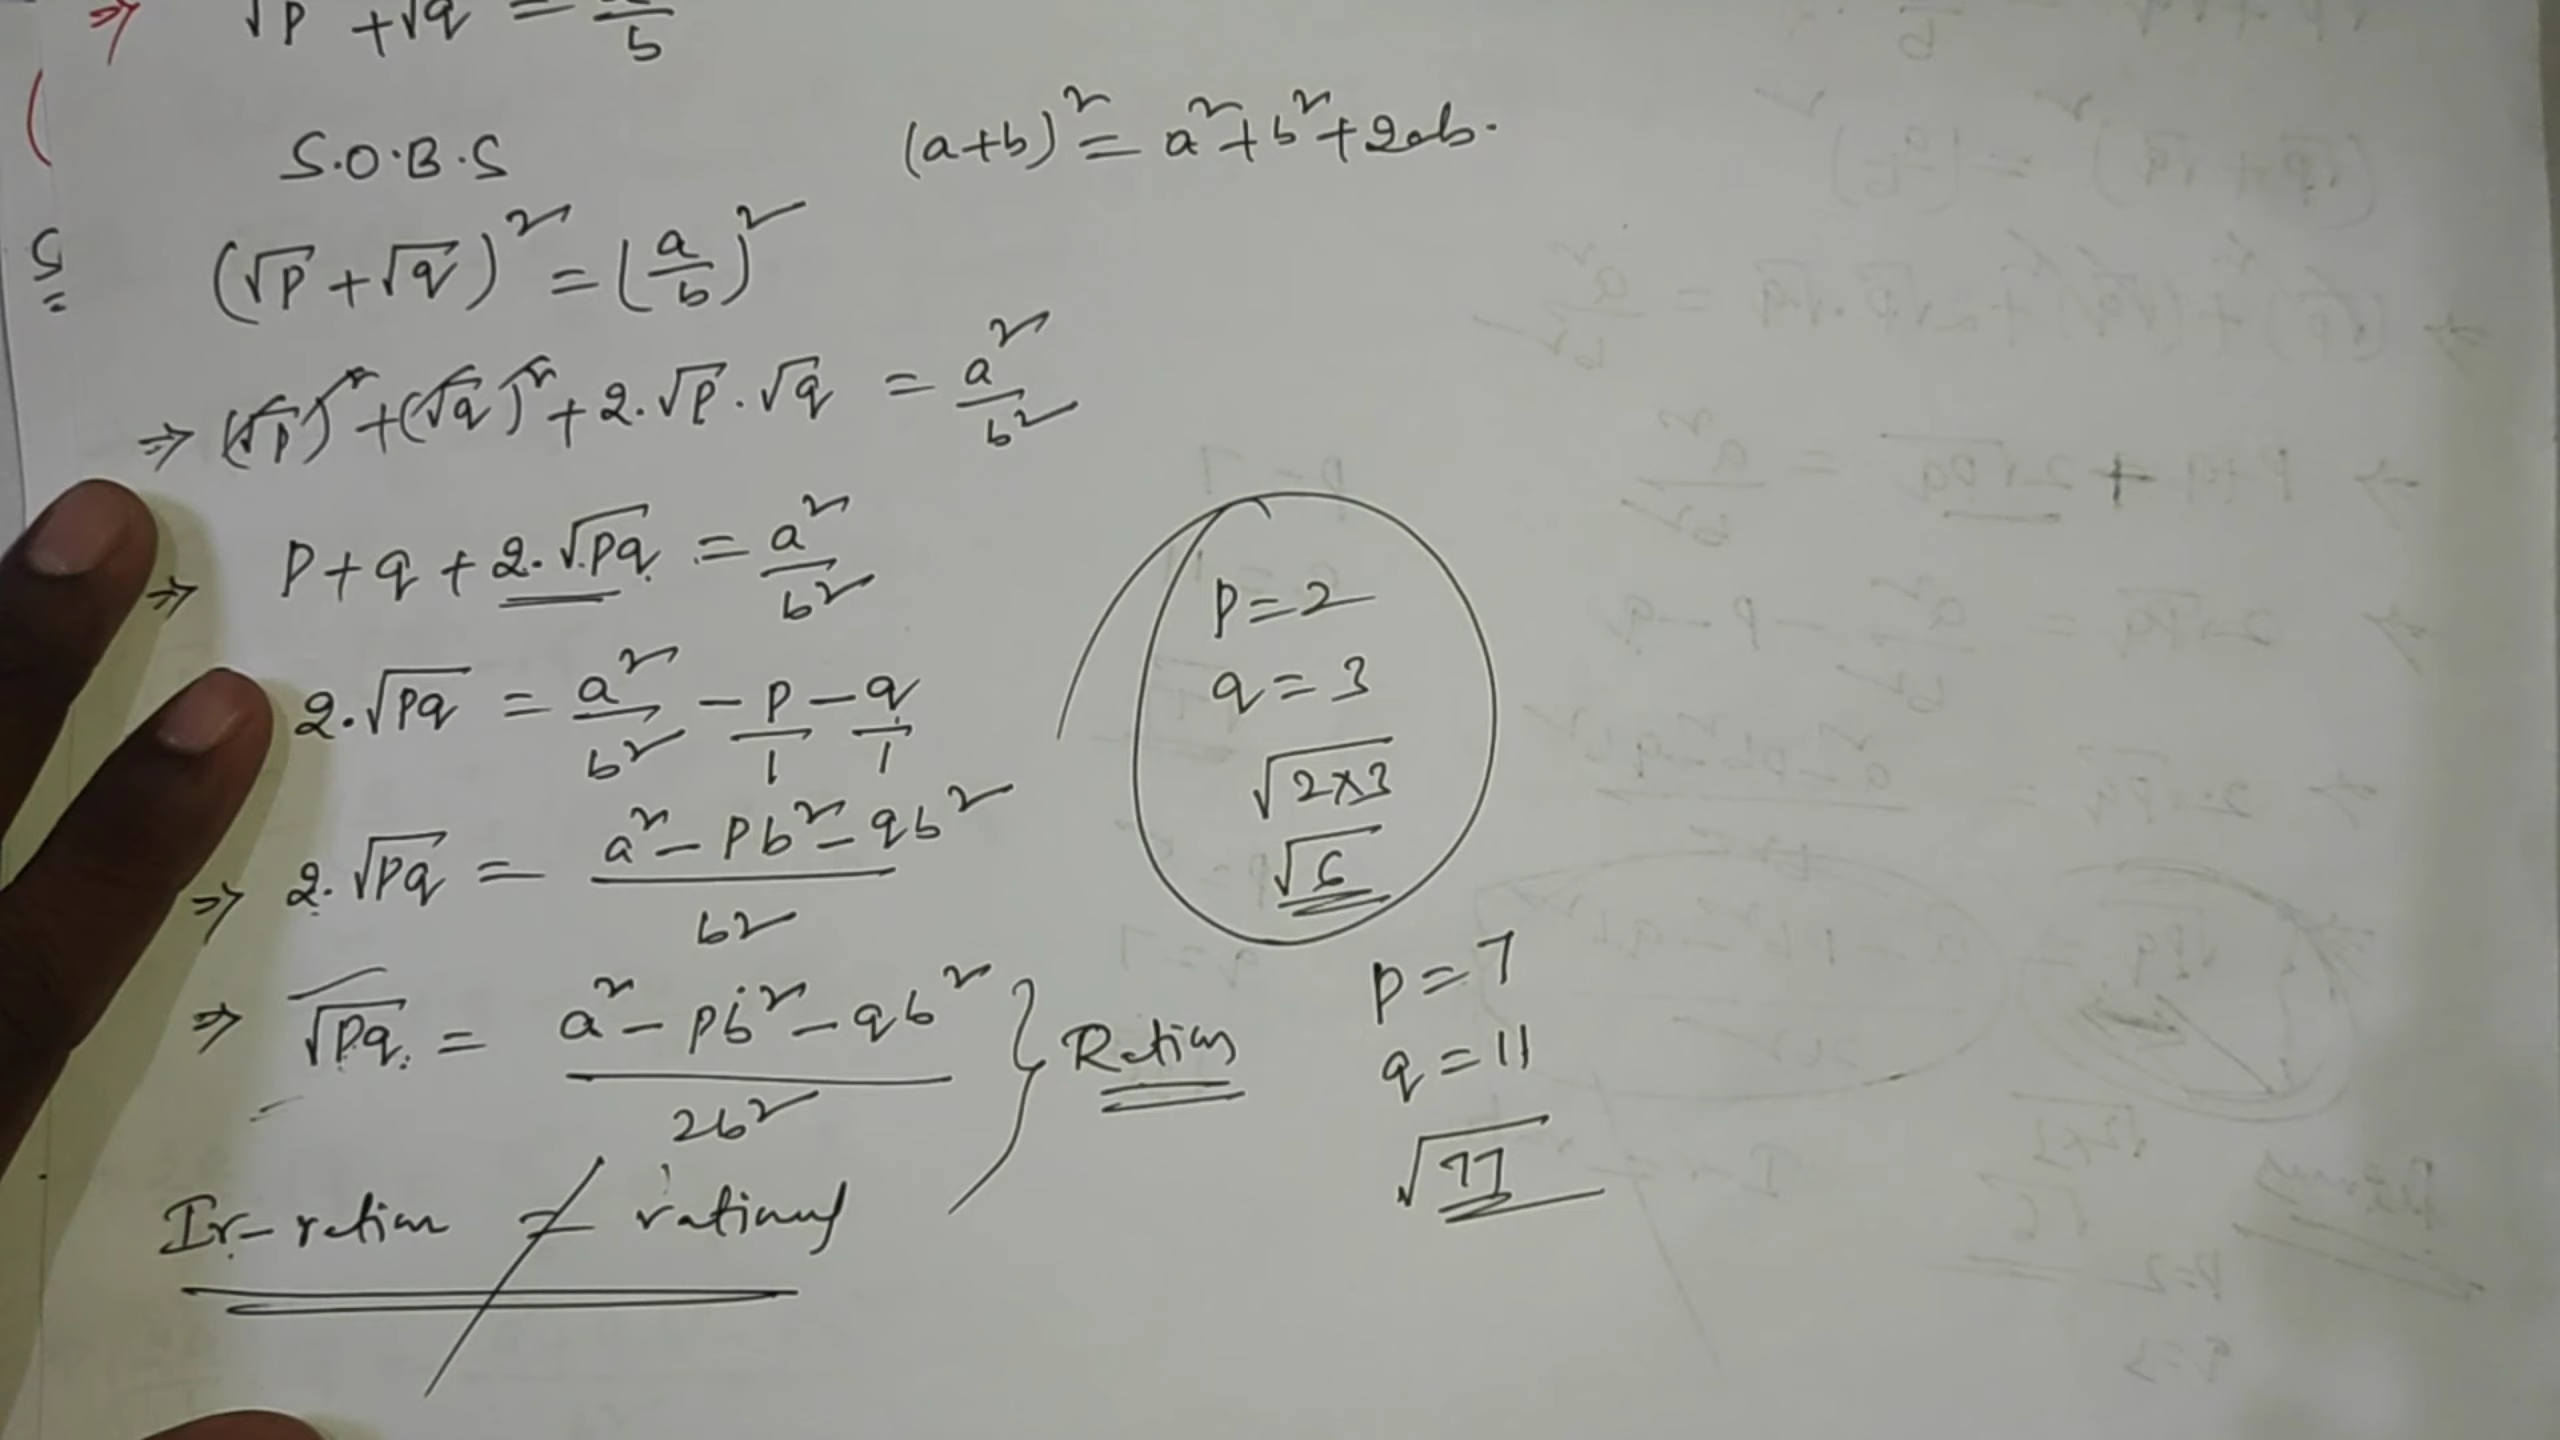 ⇒ √p + √q = a/b
S.O.B.S
(a+b)² = a²+b²+2ab.
(√p + √q)² = (a/b)²
⇒ (√p)² + (√q)² + 2.√p.√q = a²/b²
⇒ p+q+2.√pq = a²/b²
2.√pq = a²/b² - p/1 - q/1
⇒ 2.√pq = (a² - pb² - qb²)/b²
⇒ √pq = (a² - pb² - qb²)/2b² }
Ir-ration ≠ rational
p=2
q=3
√2×3
√6
p=7
q=11
√77